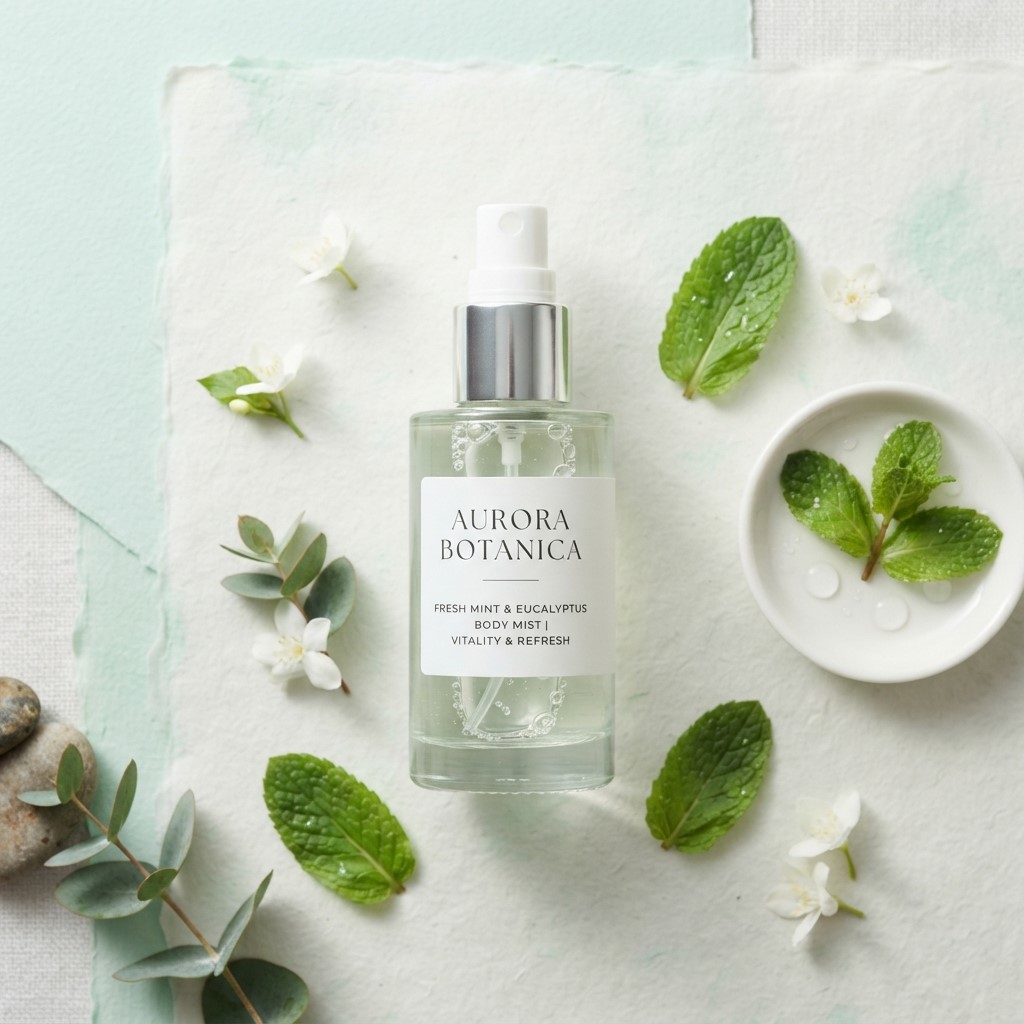 AURORA
BOTANICA
FRESH MINT & EUCALYPTUS
BODY MIST |
VITALITY & REFRESH